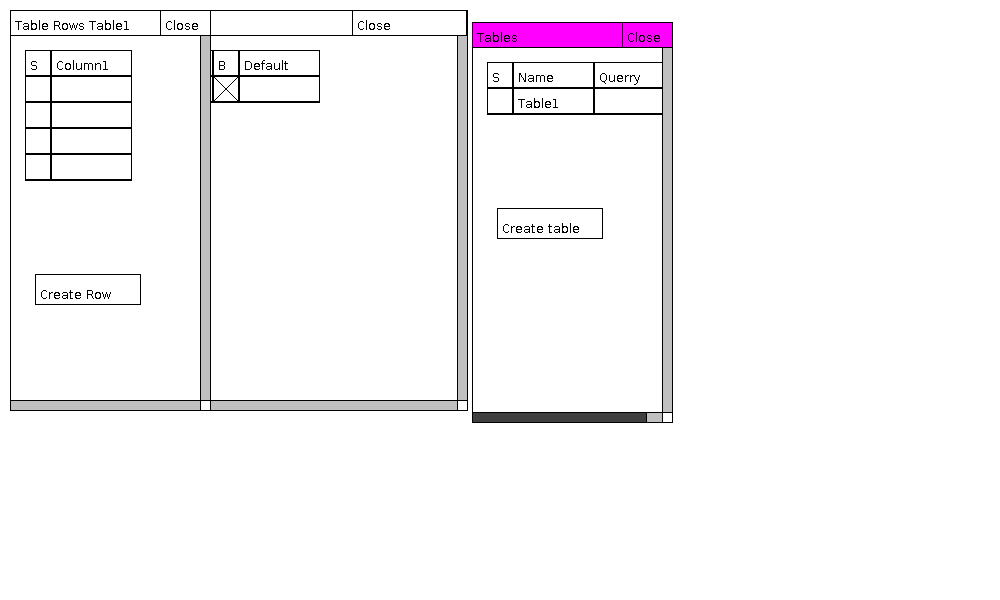 Table Rows Table1 Close
Close
S Column1
B Default
Create Row
Tables Close
S Name Querry
Table1
Create table